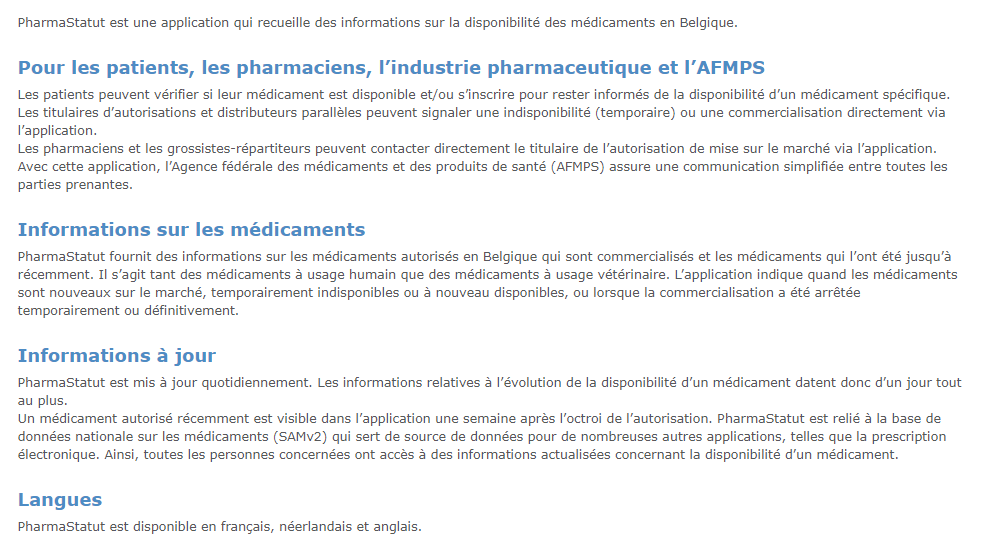 PharmaStatut est une application qui recueille des informations sur la disponibilité des médicaments en Belgique.
Pour les patients, les pharmaciens, l’industrie pharmaceutique et l’AFMPS
Les patients peuvent vérifier si leur médicament est disponible et/ou s’inscrire pour rester informés de la disponibilité d’un médicament spécifique.
Les titulaires d’autorisations et distributeurs parallèles peuvent signaler une indisponibilité (temporaire) ou une commercialisation directement via
l’application.
Les pharmaciens et les grossistes-répartiteurs peuvent contacter directement le titulaire de l’autorisation de mise sur le marché via l’application.
Avec cette application, l’Agence fédérale des médicaments et des produits de santé (AFMPS) assure une communication simplifiée entre toutes les
parties prenantes.
Informations sur les médicaments
PharmaStatut fournit des informations sur les médicaments autorisés en Belgique qui sont commercialisés et les médicaments qui l’ont été jusqu’à
récemment. Il s’agit tant des médicaments à usage humain que des médicaments à usage vétérinaire. L’application indique quand les médicaments
sont nouveaux sur le marché, temporairement indisponibles ou à nouveau disponibles, ou lorsque la commercialisation a été arrêtée
temporairement ou définitivement.
Informations à jour
PharmaStatut est mis à jour quotidiennement. Les informations relatives à l’évolution de la disponibilité d’un médicament datent donc d’un jour tout
au plus.
Un médicament autorisé récemment est visible dans l’application une semaine après l’octroi de l’autorisation. PharmaStatut est relié à la base de
données nationale sur les médicaments (SAMv2) qui sert de source de données pour de nombreuses autres applications, telles que la prescription
électronique. Ainsi, toutes les personnes concernées ont accès à des informations actualisées concernant la disponibilité d’un médicament.
Langues
PharmaStatut est disponible en français, néerlandais et anglais.